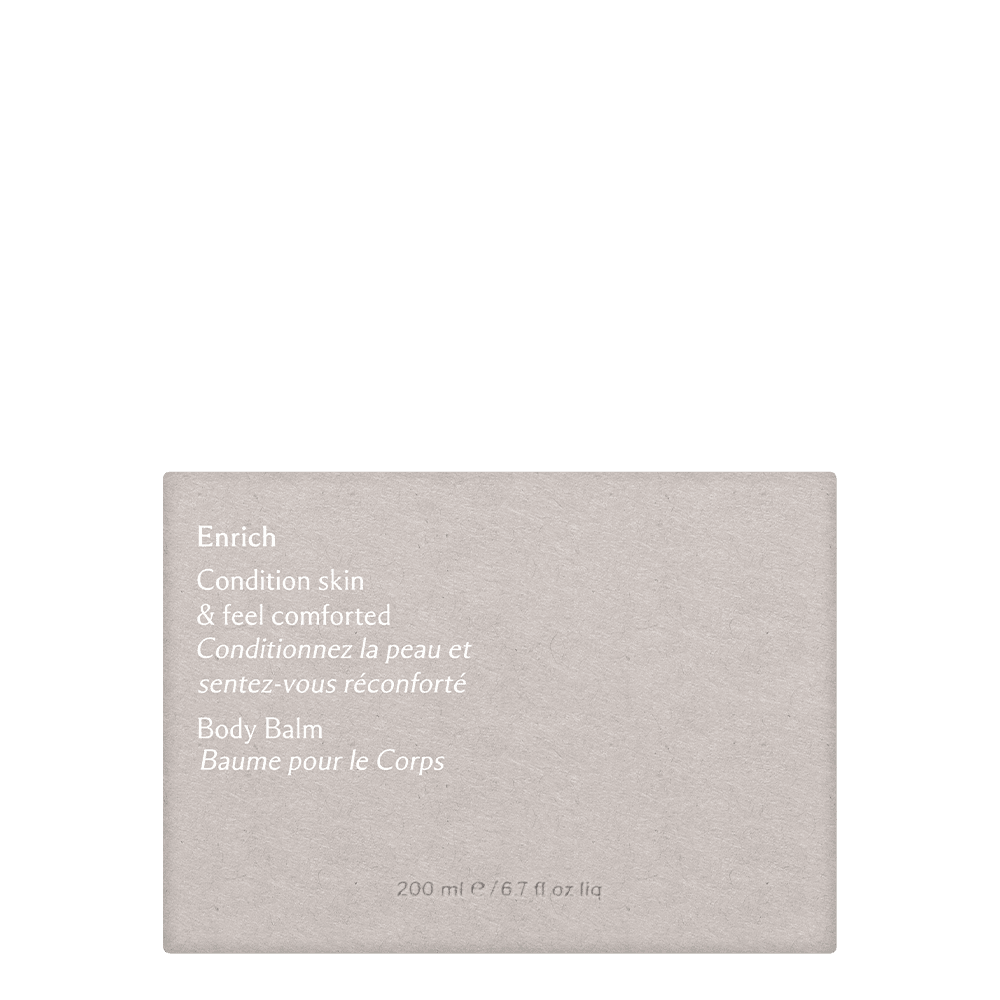 Enrich
Condition skin
& feel comforted
Conditionnez la peau et
sentez-vous réconforté
Body Balm
Baume pour le Corps
200 ml ℮ / 6.7 fl oz liq